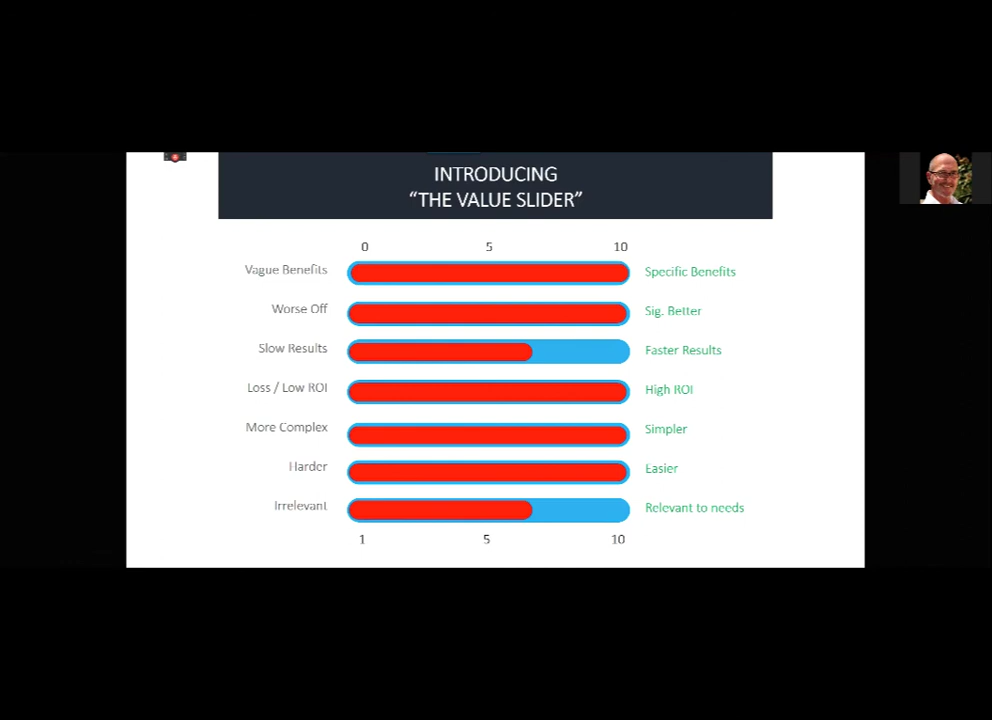 INTRODUCING
“THE VALUE SLIDER”
0 5 10
Vague Benefits Specific Benefits
Worse Off Sig. Better
Slow Results Faster Results
Loss / Low ROI High ROI
More Complex Simpler
Harder Easier
Irrelevant Relevant to needs
1 5 10